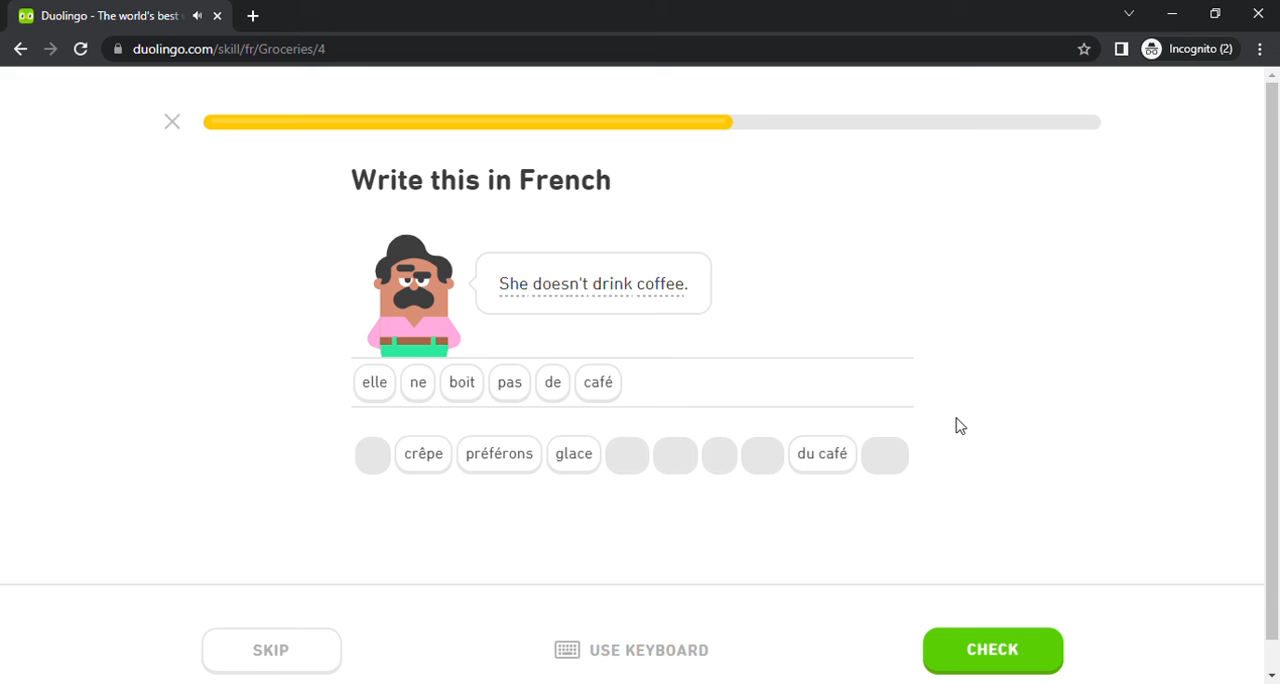 Duolingo - The world's best
duolingo.com/skill/fr/Groceries/4
Incognito (2)
Write this in French
She doesn't drink coffee.
elle ne boit pas de café
crêpe préférons glace du café
SKIP USE KEYBOARD CHECK